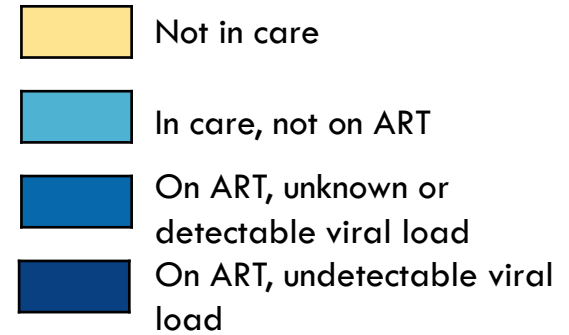 Not in care
In care, not on ART
On ART, unknown or
detectable viral load
On ART, undetectable viral
load